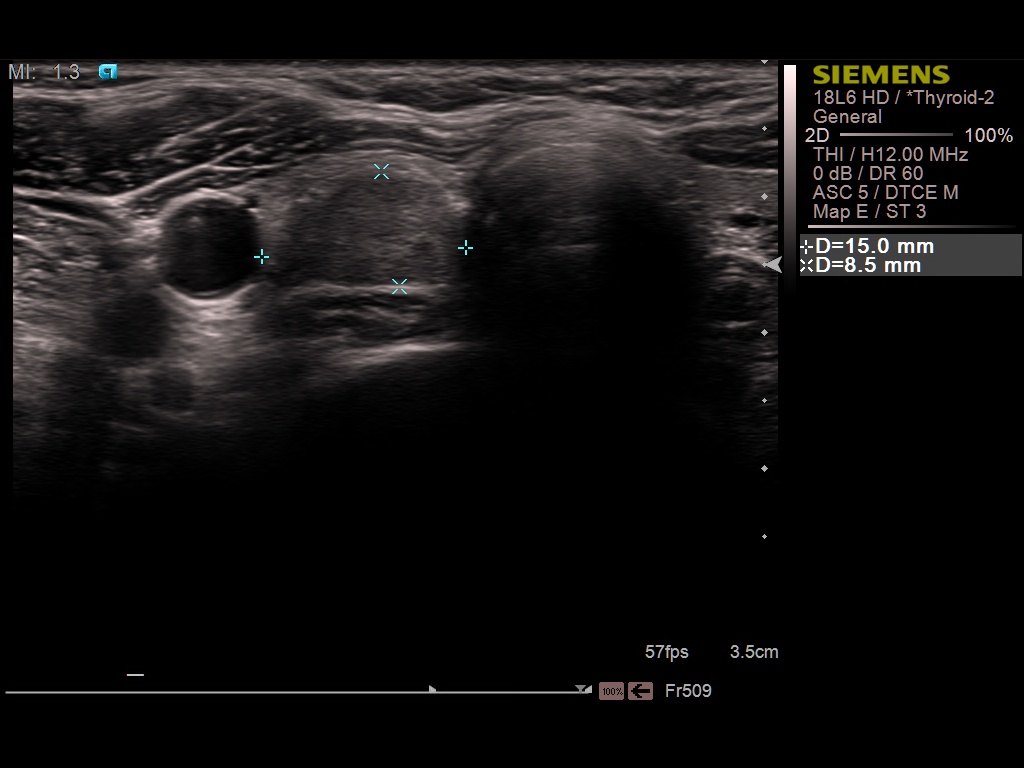 MI: 1.3
SIEMENS
18L6 HD / *Thyroid-2
General
2D 100%
THI / H12.00 MHz
0 dB / DR 60
ASC 5 / DTCE M
Map E / ST 3
D=15.0 mm
D=8.5 mm
57fps 3.5cm
100% Fr509